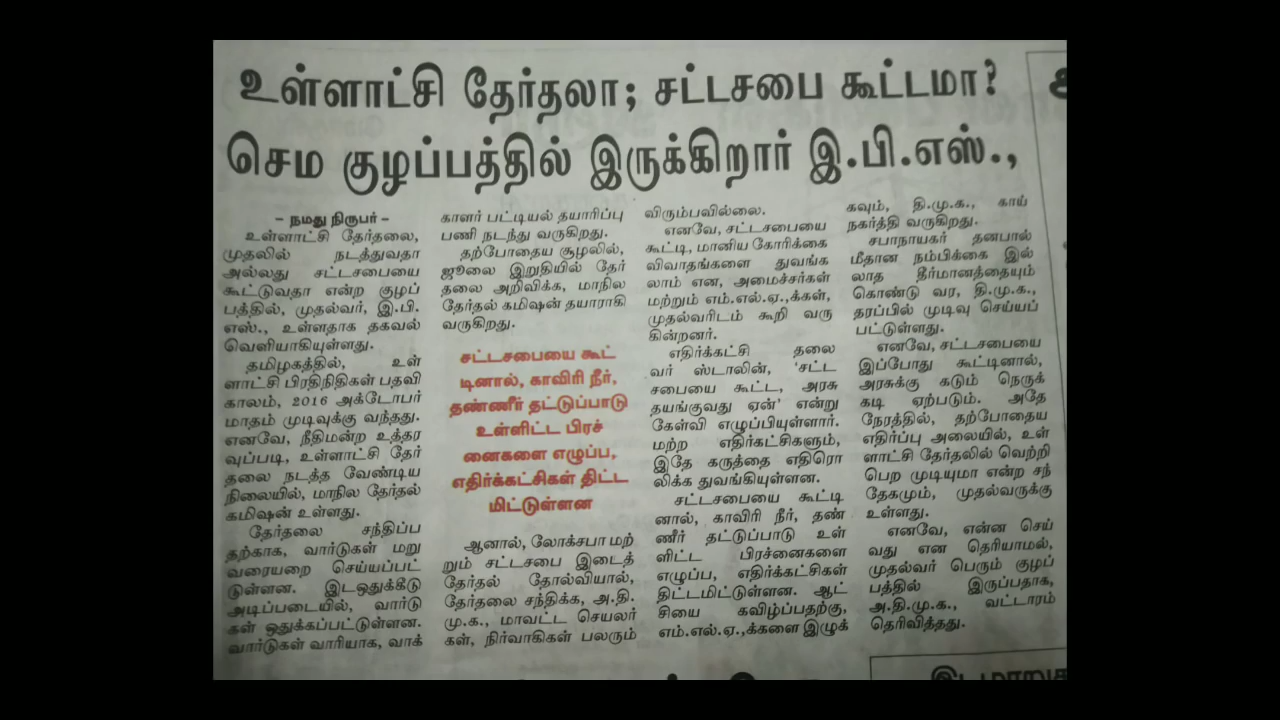 உள்ளாட்சி தேர்தலா; சட்டசபை கூட்டமா?
செம குழப்பத்தில் இருக்கிறார் இ.பி.எஸ்.,
– நமது நிருபர் –
உள்ளாட்சி தேர்தலை,
முதலில் நடத்துவதா
அல்லது சட்டசபையை
கூட்டுவதா என்ற குழப்
பத்தில், முதல்வர், இ.பி.
எஸ்., உள்ளதாக தகவல்
வெளியாகியுள்ளது.
தமிழகத்தில், உள்
ளாட்சி பிரதிநிதிகள் பதவி
காலம், 2016 அக்டோபர்
மாதம் முடிவுக்கு வந்தது.
எனவே, நீதிமன்ற உத்தர
வுப்படி, உள்ளாட்சி தேர்
தலை நடத்த வேண்டிய
நிலையில், மாநில தேர்தல்
கமிஷன் உள்ளது.
தேர்தலை சந்திப்ப
தற்காக, வார்டுகள் மறு
வரையறை செய்யப்பட்
டுள்ளன. இடஒதுக்கீடு
அடிப்படையில், வார்டு
கள் ஒதுக்கப்பட்டுள்ளன.
வார்டுகள் வாரியாக, வாக்
காளர் பட்டியல் தயாரிப்பு
பணி நடந்து வருகிறது.
தற்போதைய சூழலில்,
ஜூலை இறுதியில் தேர்
தலை அறிவிக்க, மாநில
தேர்தல் கமிஷன் தயாராகி
வருகிறது.
சட்டசபையை கூட்
டினால், காவிரி நீர்,
தண்ணீர் தட்டுப்பாடு
உள்ளிட்ட பிரச்
னைகளை எழுப்ப,
எதிர்க்கட்சிகள் திட்ட
மிட்டுள்ளன
ஆனால், லோக்சபா மற்
றும் சட்டசபை இடைத்
தேர்தல் தோல்வியால்,
தேர்தலை சந்திக்க, அ.தி.
மு.க., மாவட்ட செயலர்
கள், நிர்வாகிகள் பலரும்
விரும்பவில்லை.
எனவே, சட்டசபையை
கூட்டி, மானிய கோரிக்கை
விவாதங்களை துவங்க
லாம் என, அமைச்சர்கள்
மற்றும் எம்.எல்.ஏ.,க்கள்,
முதல்வரிடம் கூறி வரு
கின்றனர்.
எதிர்க்கட்சி தலை
வர் ஸ்டாலின், 'சட்ட
சபையை கூட்ட, அரசு
தயங்குவது ஏன்' என்று
கேள்வி எழுப்பியுள்ளார்.
மற்ற எதிர்கட்சிகளும்,
இதே கருத்தை எதிரொ
லிக்க துவங்கியுள்ளன.
சட்டசபையை கூட்டி
னால், காவிரி நீர், தண்
ணீர் தட்டுப்பாடு உள்
ளிட்ட பிரச்னைகளை
எழுப்ப, எதிர்க்கட்சிகள்
திட்டமிட்டுள்ளன. ஆட்
சியை கவிழ்ப்பதற்கு,
எம்.எல்.ஏ.,க்களை இழுக்
கவும், தி.மு.க., காய்
நகர்த்தி வருகிறது.
சபாநாயகர் தனபால்
மீதான நம்பிக்கை இல்
லாத தீர்மானத்தையும்
கொண்டு வர, தி.மு.க.,
தரப்பில் முடிவு செய்யப்
பட்டுள்ளது.
எனவே, சட்டசபையை
இப்போது கூட்டினால்,
அரசுக்கு கடும் நெருக்
கடி ஏற்படும். அதே
நேரத்தில், தற்போதைய
எதிர்ப்பு அலையில், உள்
ளாட்சி தேர்தலில் வெற்றி
பெற முடியுமா என்ற சந்
தேகமும், முதல்வருக்கு
உள்ளது.
எனவே, என்ன செய்
வது என தெரியாமல்,
முதல்வர் பெரும் குழப்
பத்தில் இருப்பதாக,
அ.தி.மு.க., வட்டாரம்
தெரிவித்தது.